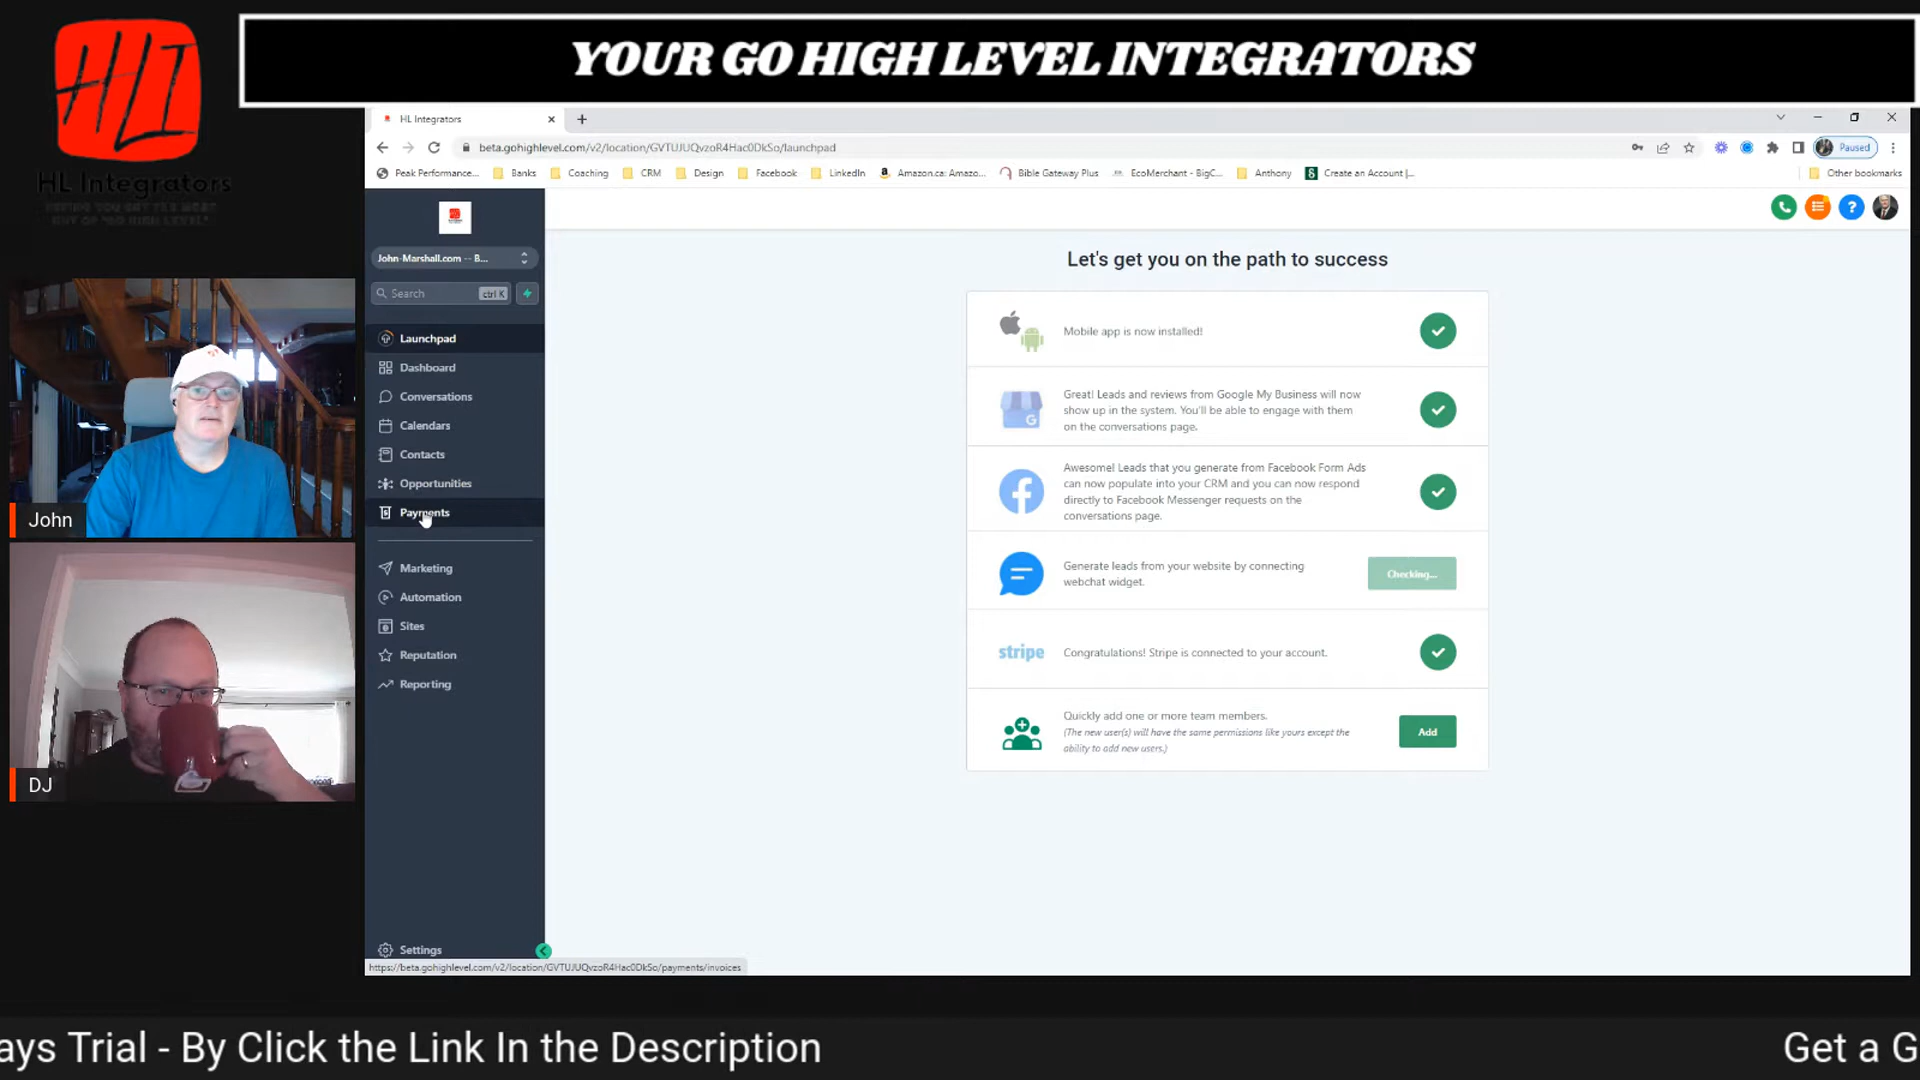 YOUR GO HIGH LEVEL INTEGRATORS
HLI
HL Integrators
HL Integrators
beta.gohighlevel.com/v2/location/GVTUJUQvzoR4Hac0DkSo/launchpad
Paused
Peak Performance...
Banks
Coaching
CRM
Design
Facebook
LinkedIn
Amazon.ca: Amazo...
Bible Gateway Plus
EcoMerchant - BigC...
Anthony
Create an Account |...
Other bookmarks
John-Marshall.com -- B...
Search
ctrl K
Launchpad
Dashboard
Conversations
Calendars
Contacts
Opportunities
Payments
Marketing
Automation
Sites
Reputation
Reporting
Settings
https://beta.gohighlevel.com/v2/location/GVTUJUQvzoR4Hac0DkSo/payments/invoices
Let's get you on the path to success
Mobile app is now installed!
Great! Leads and reviews from Google My Business will now
show up in the system. You'll be able to engage with them
on the conversations page.
Awesome! Leads that you generate from Facebook Form Ads
can now populate into your CRM and you can now respond
directly to Facebook Messenger requests on the
conversations page.
Generate leads from your website by connecting
webchat widget.
Checking...
stripe
Congratulations! Stripe is connected to your account.
Quickly add one or more team members.
(The new user(s) will have the same permissions like yours except the
ability to add new users.)
Add
John
DJ
ays Trial - By Click the Link In the Description
Get a G